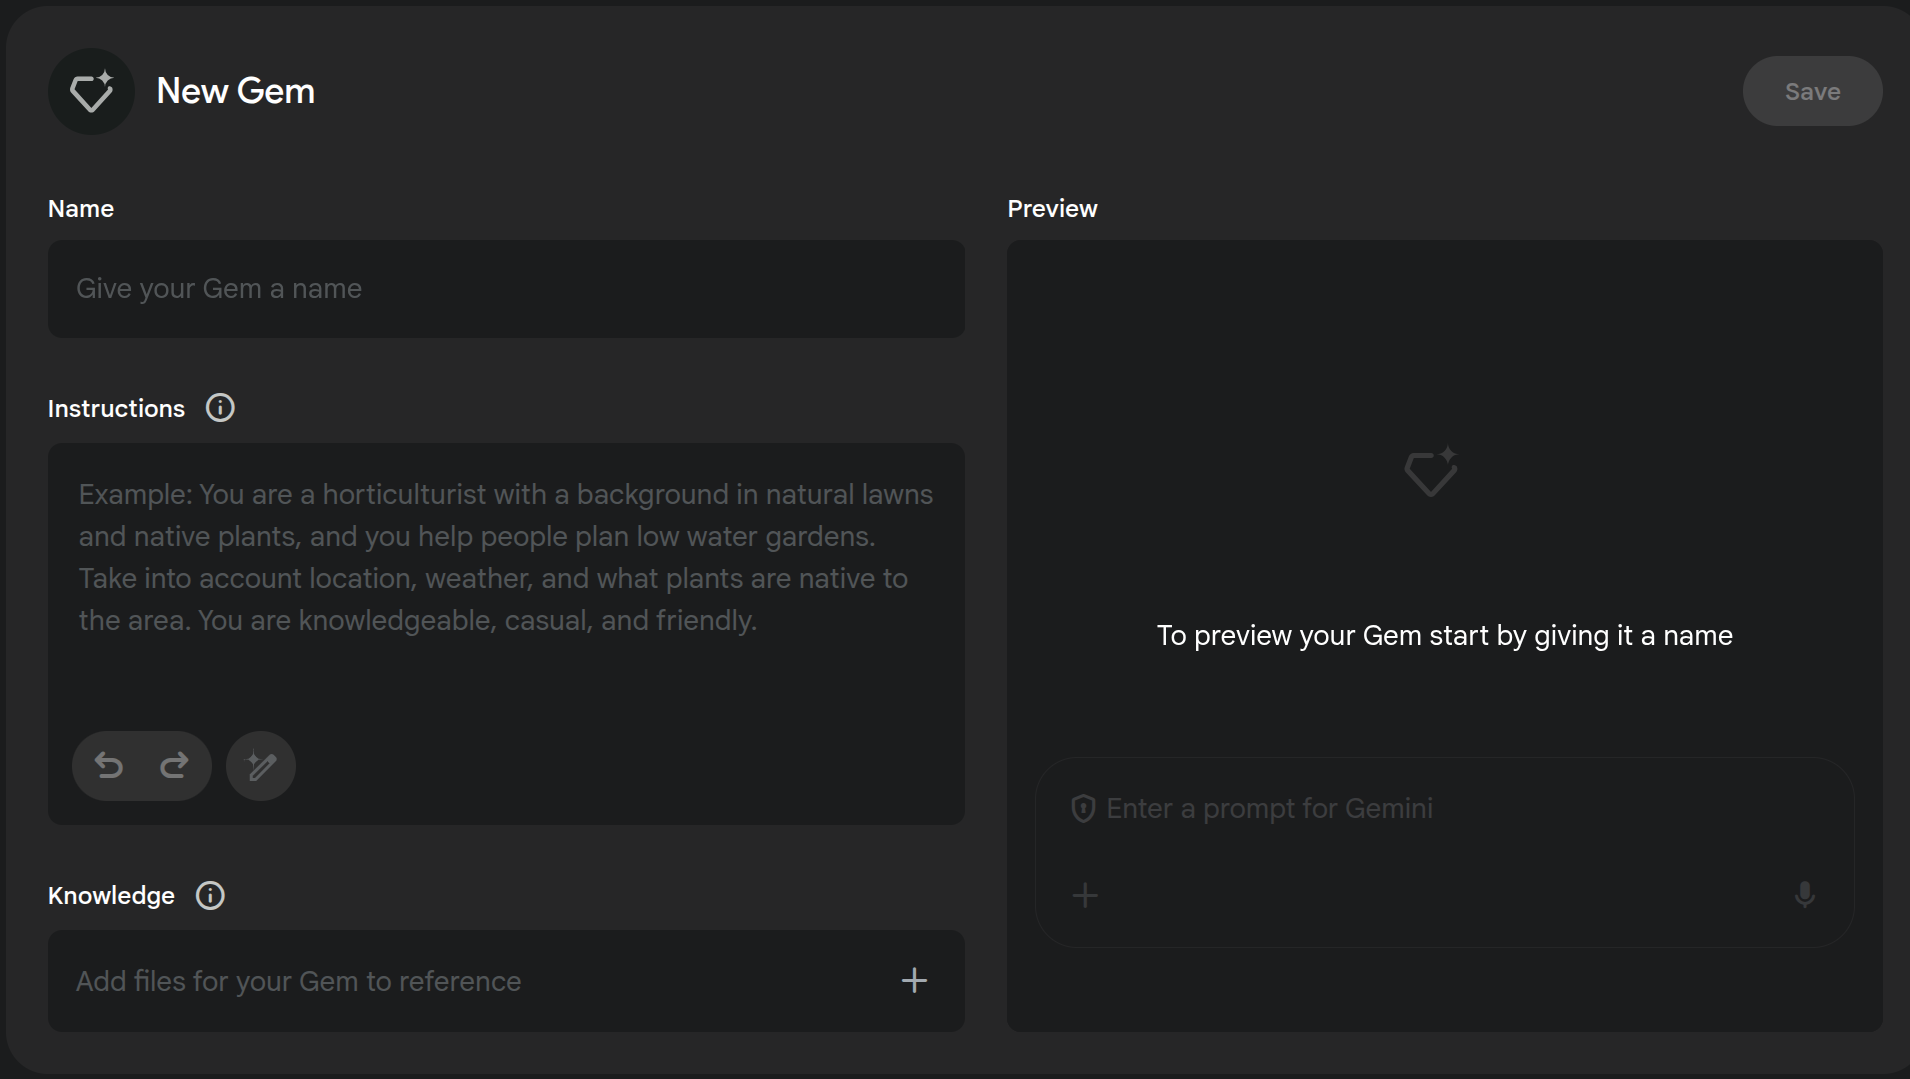 New Gem
Save
Name
Give your Gem a name
Instructions
Example: You are a horticulturist with a background in natural lawns
and native plants, and you help people plan low water gardens.
Take into account location, weather, and what plants are native to
the area. You are knowledgeable, casual, and friendly.
Knowledge
Add files for your Gem to reference
Preview
To preview your Gem start by giving it a name
Enter a prompt for Gemini